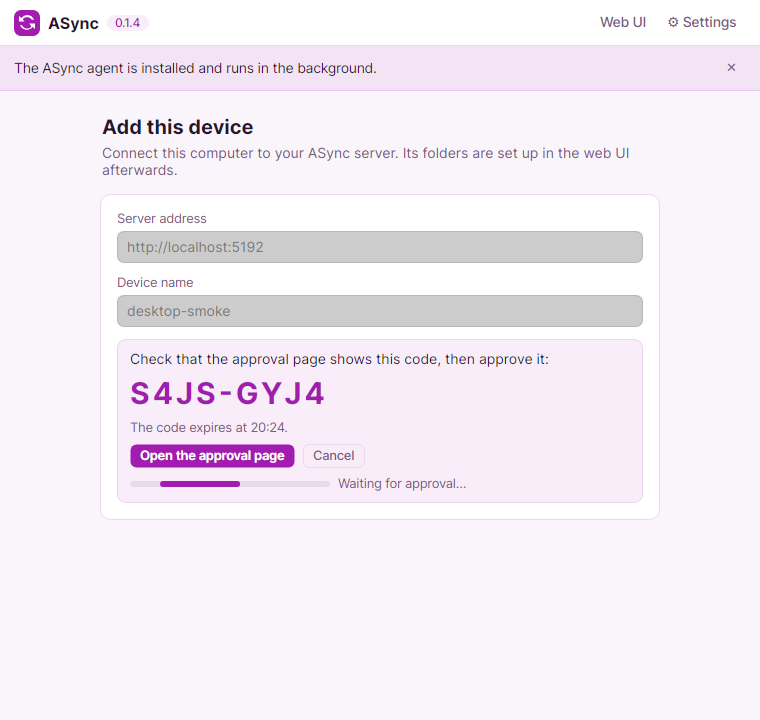 ASync 0.1.4 Web UI ⚙ Settings
The ASync agent is installed and runs in the background. ×
Add this device
Connect this computer to your ASync server. Its folders are set up in the web UI
afterwards.
Server address
http://localhost:5192
Device name
desktop-smoke
Check that the approval page shows this code, then approve it:
S4JS-GYJ4
The code expires at 20:24.
Open the approval page Cancel
Waiting for approval...